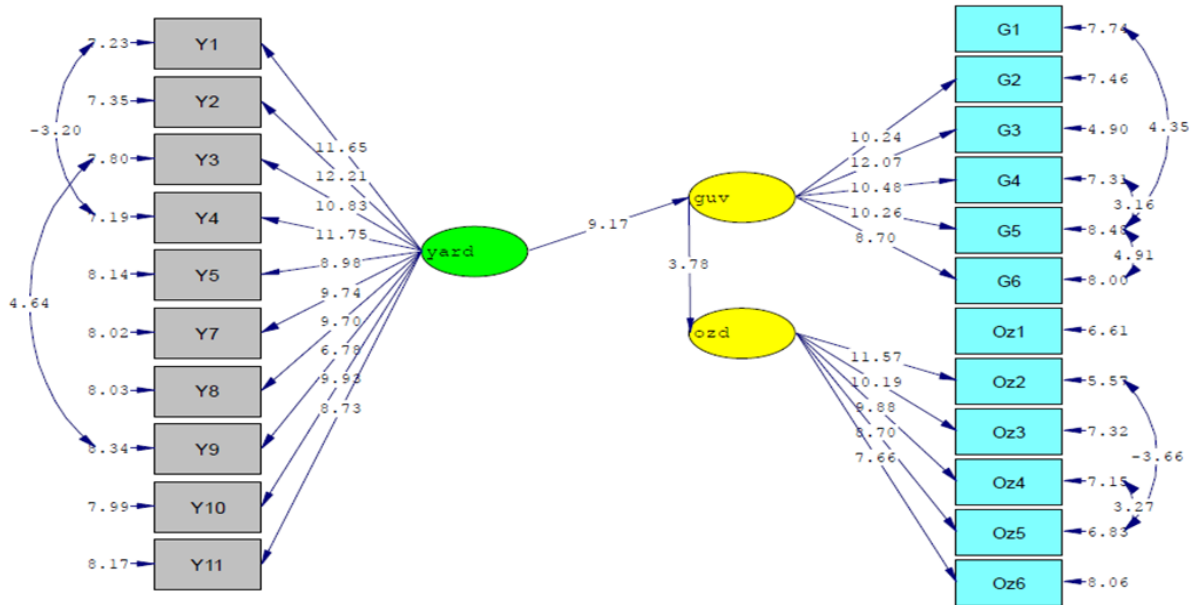 7.23 Y1
7.35 Y2
-3.20
7.80 Y3
7.19 Y4
8.14 Y5
4.64
8.02 Y7
8.03 Y8
8.34 Y9
7.99 Y10
8.17 Y11
11.65
12.21
10.83
11.75
8.98
9.74
9.70
6.78
9.93
8.73
yard
9.17
guv
3.78
ozd
10.24
12.07
10.48
10.26
8.70
11.57
10.19
9.88
8.70
7.66
G1 7.74
G2 7.46
G3 4.90
4.35
G4 7.31
3.16
G5 8.48
4.91
G6 8.00
Oz1 6.61
Oz2 5.57
Oz3 7.32
-3.66
Oz4 7.15
3.27
Oz5 6.83
Oz6 8.06